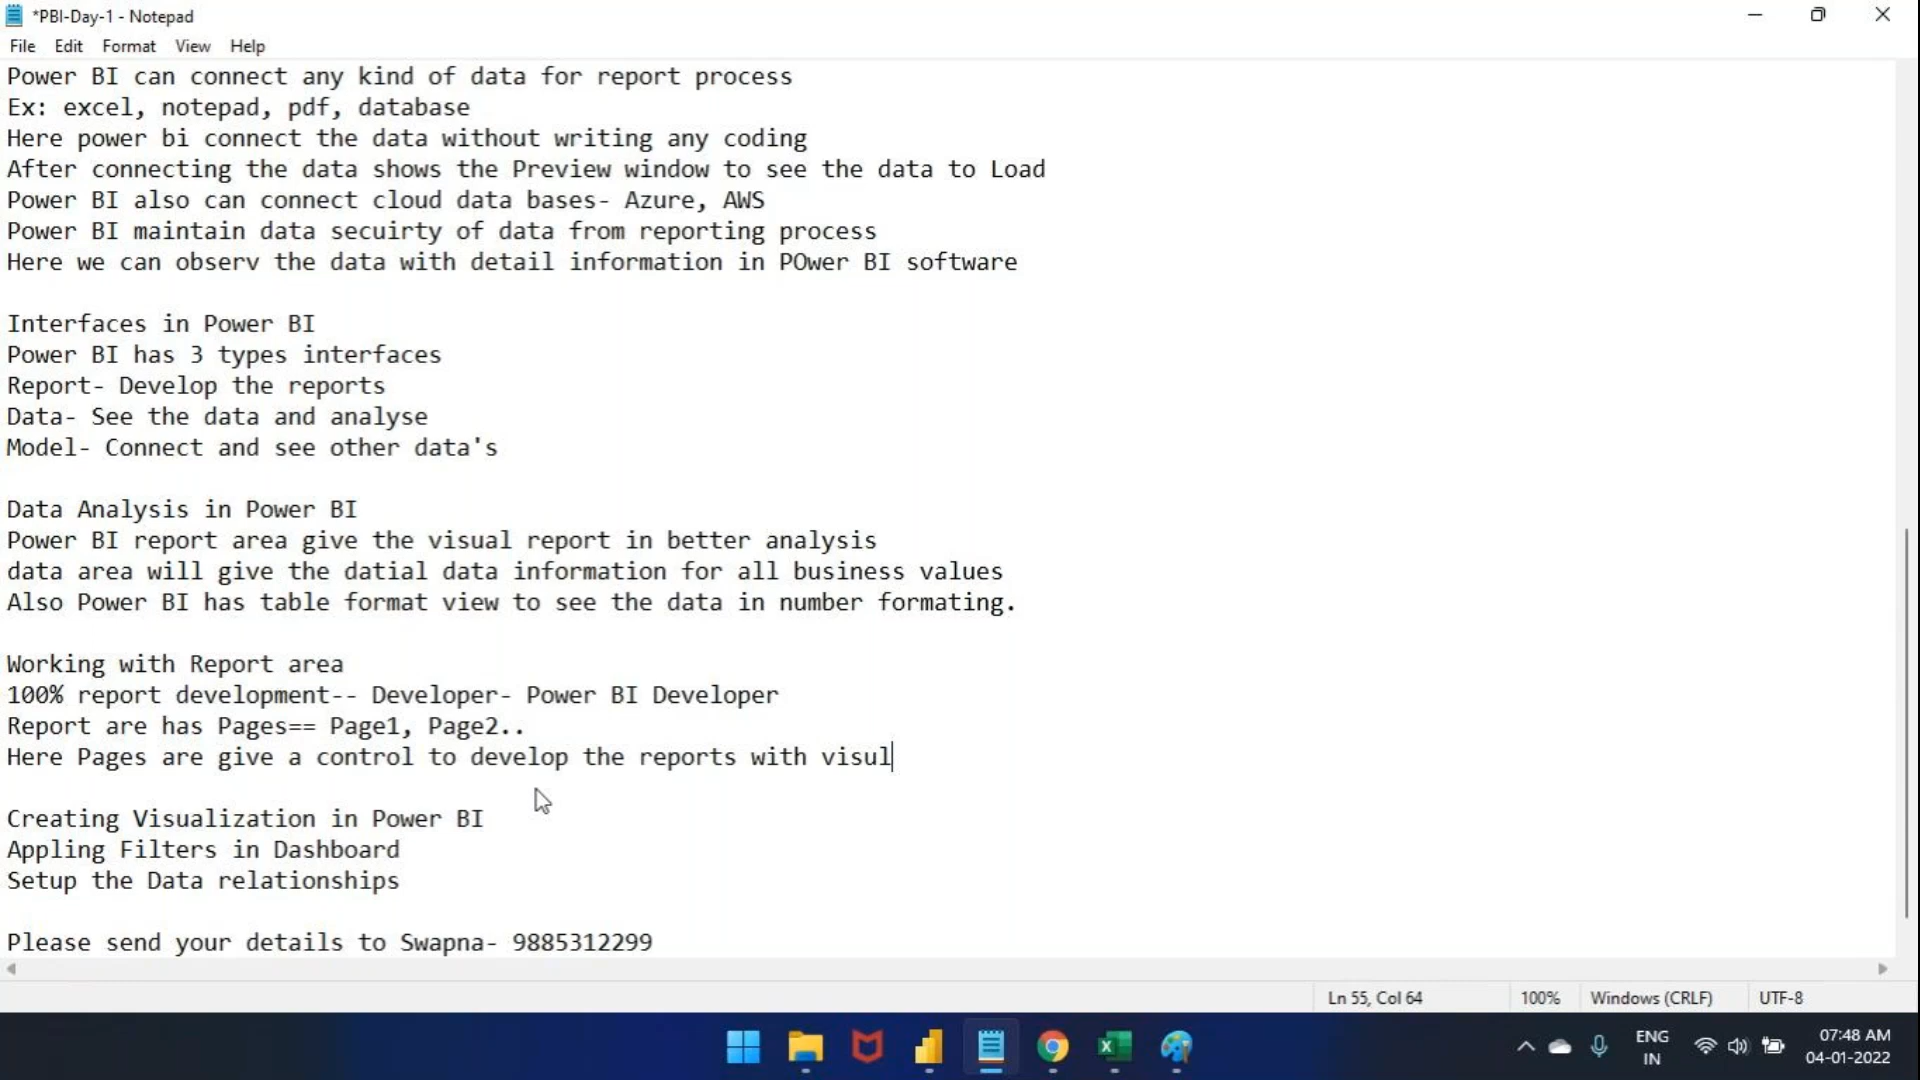 *PBI-Day-1 - Notepad
File Edit Format View Help
Power BI can connect any kind of data for report process
Ex: excel, notepad, pdf, database
Here power bi connect the data without writing any coding
After connecting the data shows the Preview window to see the data to Load
Power BI also can connect cloud data bases- Azure, AWS
Power BI maintain data secuirty of data from reporting process
Here we can observ the data with detail information in POwer BI software
Interfaces in Power BI
Power BI has 3 types interfaces
Report- Develop the reports
Data- See the data and analyse
Model- Connect and see other data's
Data Analysis in Power BI
Power BI report area give the visual report in better analysis
data area will give the datial data information for all business values
Also Power BI has table format view to see the data in number formating.
Working with Report area
100% report development-- Developer- Power BI Developer
Report are has Pages== Page1, Page2..
Here Pages are give a control to develop the reports with visul
Creating Visualization in Power BI
Appling Filters in Dashboard
Setup the Data relationships
Please send your details to Swapna- 9885312299
Ln 55, Col 64 100% Windows (CRLF) UTF-8
ENG
IN
07:48 AM
04-01-2022